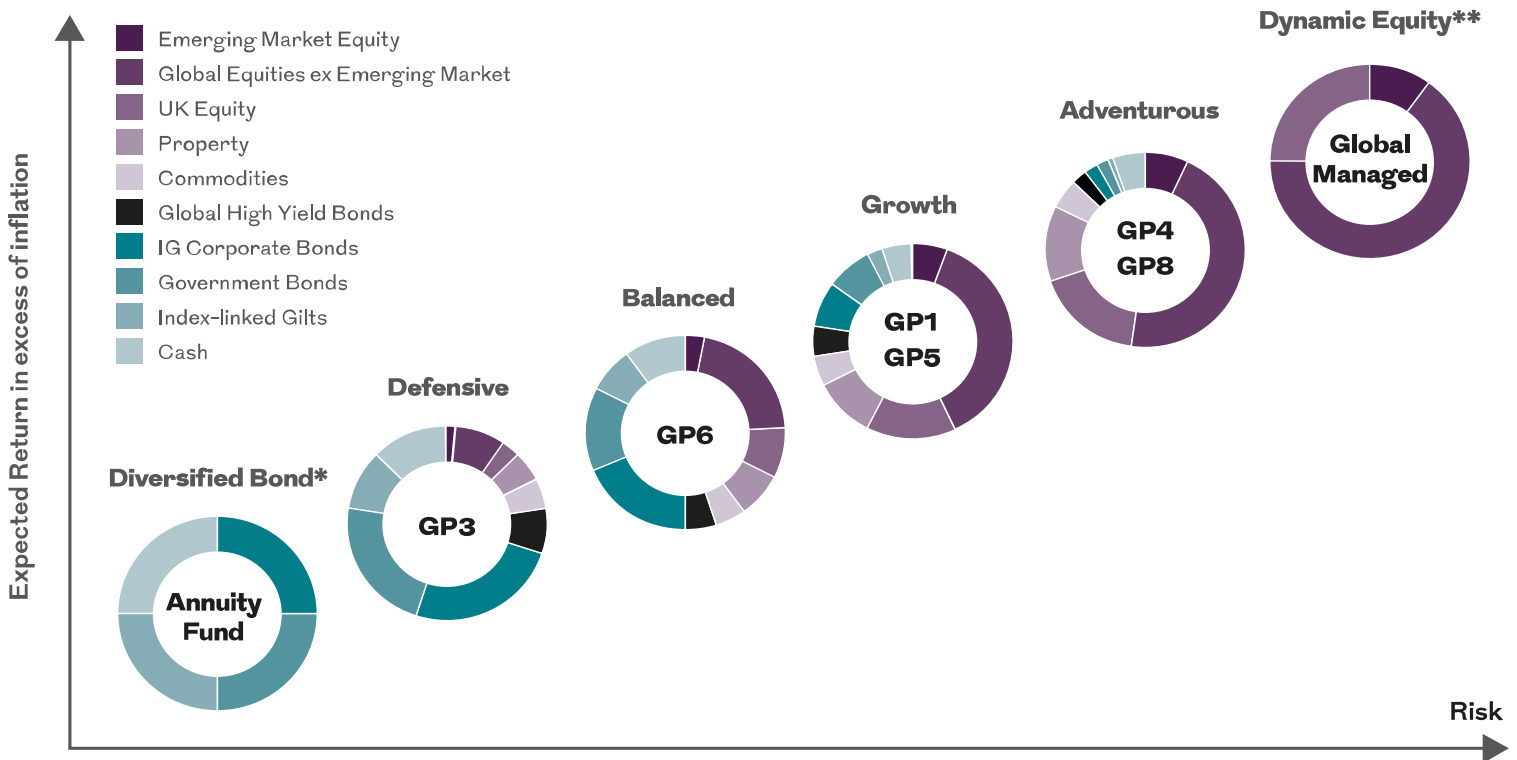 Expected Return in excess of inflation
Emerging Market Equity
Global Equities ex Emerging Market
UK Equity
Property
Commodities
Global High Yield Bonds
IG Corporate Bonds
Government Bonds
Index-linked Gilts
Cash
Diversified Bond*
Annuity
Fund
Defensive
GP3
Balanced
GP6
Growth
GP1
GP5
Adventurous
GP4
GP8
Dynamic Equity**
Global
Managed
Risk